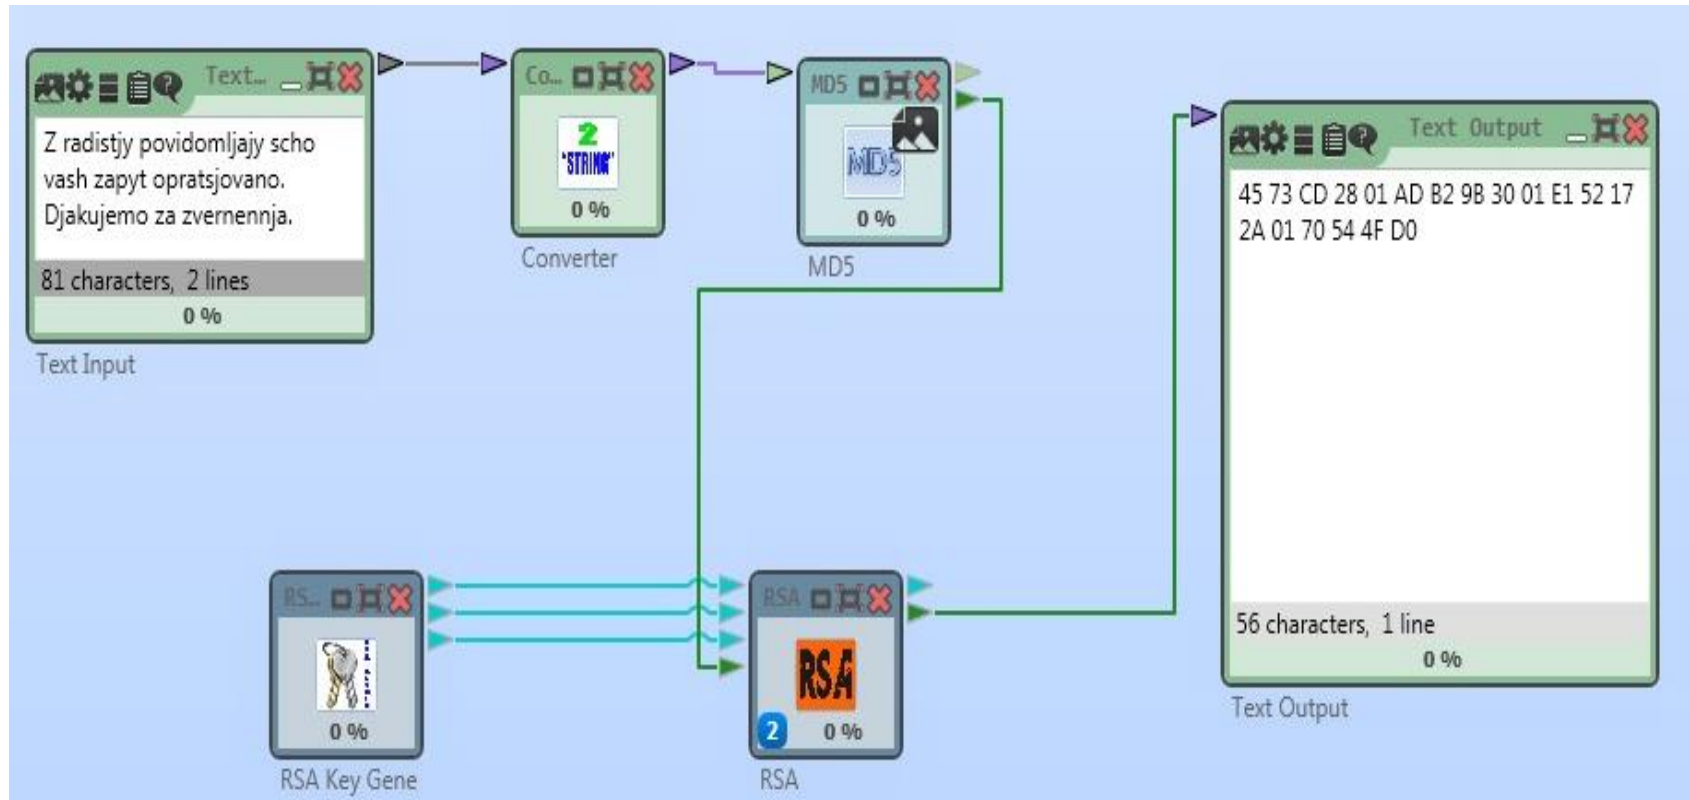 Text...
Z radistjy povidomljajy scho
vash zapyt opratsjovano.
Djakujemo za zvernennja.
81 characters, 2 lines
0 %
Text Input
Co...
2
"STRING"
0 %
Converter
MD5
MD5
0 %
MD5
Text Output
45 73 CD 28 01 AD B2 9B 30 01 E1 52 17
2A 01 70 54 4F D0
56 characters, 1 line
0 %
Text Output
RS...
0 %
RSA Key Gene
RSA
RSA
2
0 %
RSA